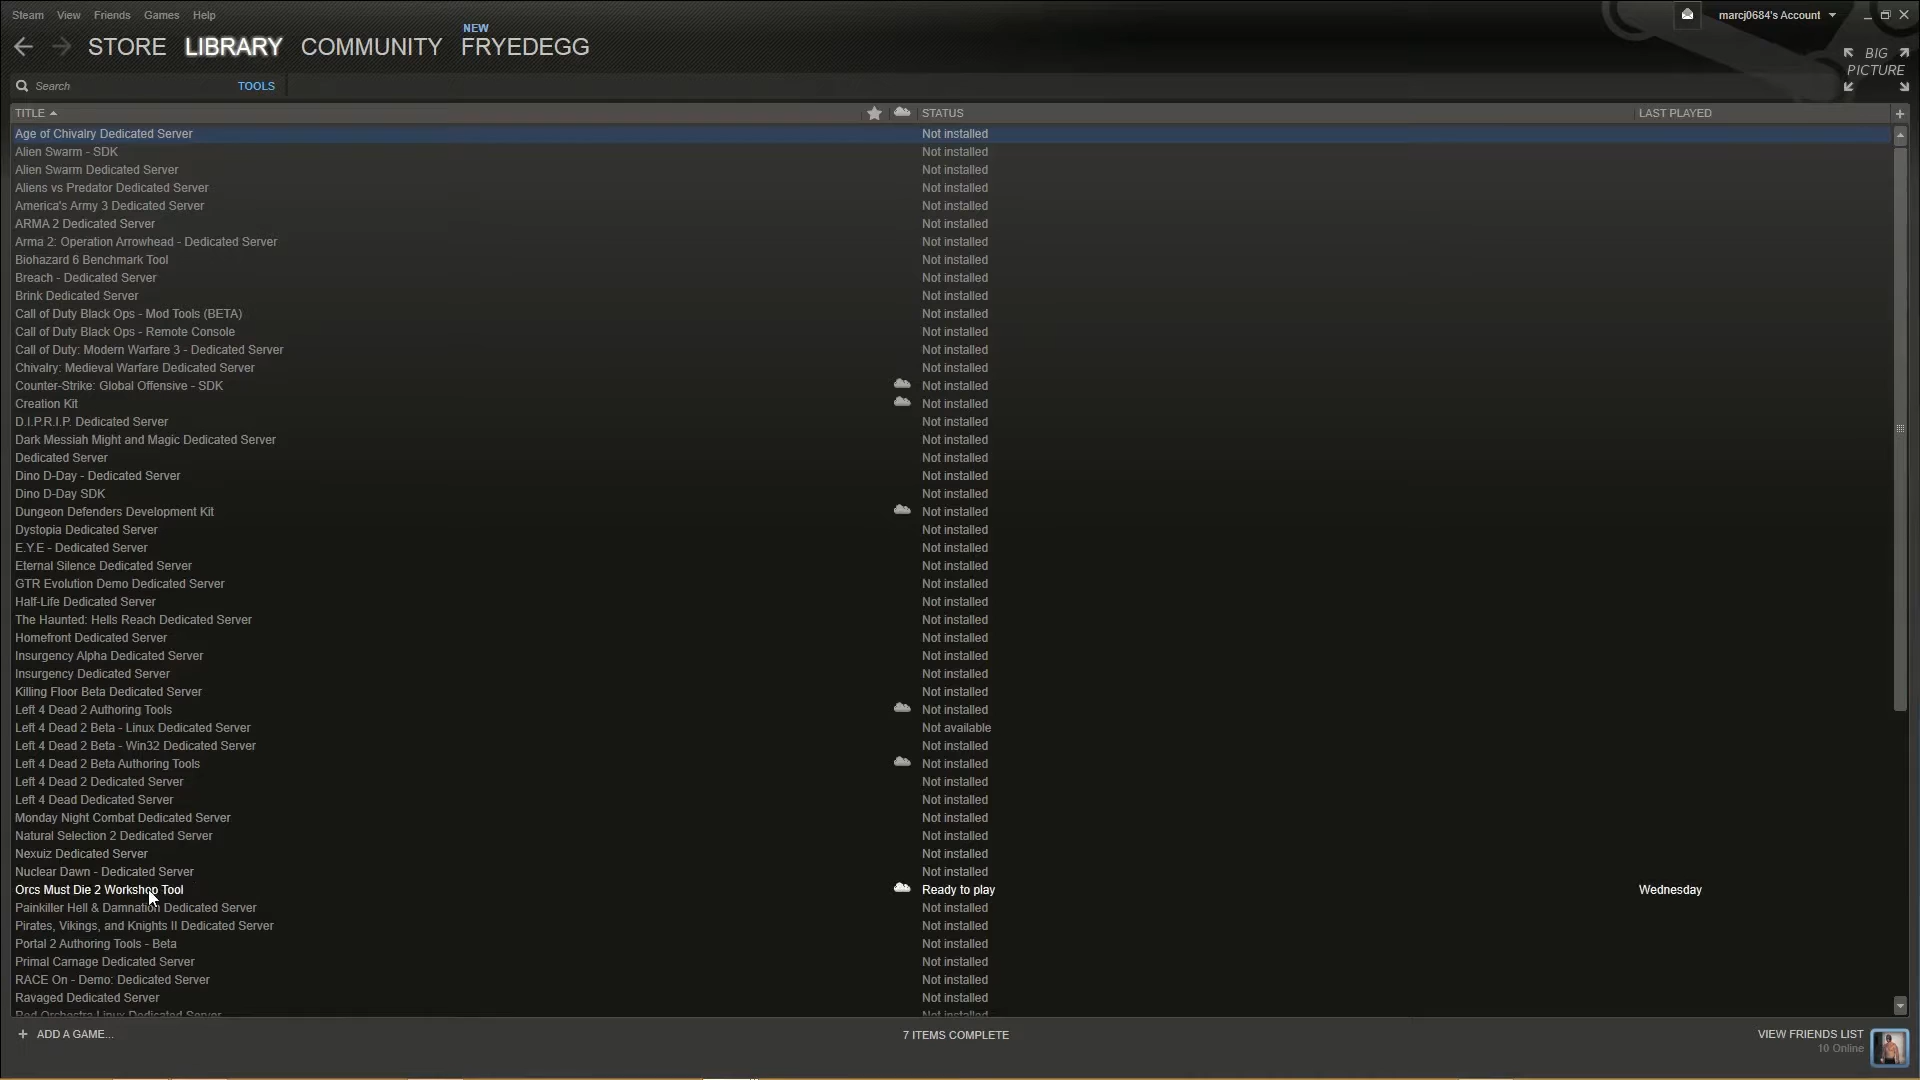 Steam View Friends Games Help
marcj0684's Account
NEW
STORE LIBRARY COMMUNITY FRYEDEGG
BIG
PICTURE
Search TOOLS
TITLE STATUS LAST PLAYED
Age of Chivalry Dedicated Server Not installed
Alien Swarm - SDK Not installed
Alien Swarm Dedicated Server Not installed
Aliens vs Predator Dedicated Server Not installed
America's Army 3 Dedicated Server Not installed
ARMA 2 Dedicated Server Not installed
Arma 2: Operation Arrowhead - Dedicated Server Not installed
Biohazard 6 Benchmark Tool Not installed
Breach - Dedicated Server Not installed
Brink Dedicated Server Not installed
Call of Duty Black Ops - Mod Tools (BETA) Not installed
Call of Duty Black Ops - Remote Console Not installed
Call of Duty: Modern Warfare 3 - Dedicated Server Not installed
Chivalry: Medieval Warfare Dedicated Server Not installed
Counter-Strike: Global Offensive - SDK Not installed
Creation Kit Not installed
D.I.P.R.I.P. Dedicated Server Not installed
Dark Messiah Might and Magic Dedicated Server Not installed
Dedicated Server Not installed
Dino D-Day - Dedicated Server Not installed
Dino D-Day SDK Not installed
Dungeon Defenders Development Kit Not installed
Dystopia Dedicated Server Not installed
E.Y.E - Dedicated Server Not installed
Eternal Silence Dedicated Server Not installed
GTR Evolution Demo Dedicated Server Not installed
Half-Life Dedicated Server Not installed
The Haunted: Hells Reach Dedicated Server Not installed
Homefront Dedicated Server Not installed
Insurgency Alpha Dedicated Server Not installed
Insurgency Dedicated Server Not installed
Killing Floor Beta Dedicated Server Not installed
Left 4 Dead 2 Authoring Tools Not installed
Left 4 Dead 2 Beta - Linux Dedicated Server Not available
Left 4 Dead 2 Beta - Win32 Dedicated Server Not installed
Left 4 Dead 2 Beta Authoring Tools Not installed
Left 4 Dead 2 Dedicated Server Not installed
Left 4 Dead Dedicated Server Not installed
Monday Night Combat Dedicated Server Not installed
Natural Selection 2 Dedicated Server Not installed
Nexuiz Dedicated Server Not installed
Nuclear Dawn - Dedicated Server Not installed
Orcs Must Die 2 Workshop Tool Ready to play Wednesday
Painkiller Hell & Damnation Dedicated Server Not installed
Pirates, Vikings, and Knights II Dedicated Server Not installed
Portal 2 Authoring Tools - Beta Not installed
Primal Carnage Dedicated Server Not installed
RACE On - Demo: Dedicated Server Not installed
Ravaged Dedicated Server Not installed
Red Orchestra Linux Dedicated Server Not installed
ADD A GAME... 7 ITEMS COMPLETE VIEW FRIENDS LIST
10 Online